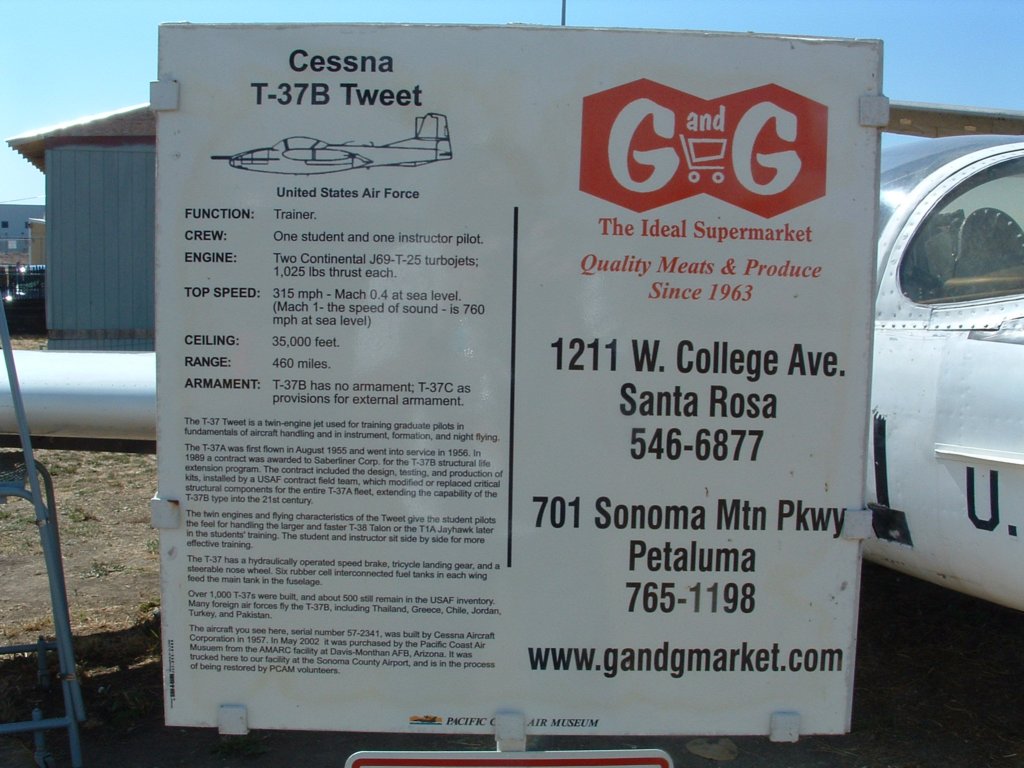 Cessna
T-37B Tweet
United States Air Force
FUNCTION: Trainer.
CREW: One student and one instructor pilot.
ENGINE: Two Continental J69-T-25 turbojets;
1,025 lbs thrust each.
TOP SPEED: 315 mph - Mach 0.4 at sea level.
(Mach 1- the speed of sound - is 760
mph at sea level)
CEILING: 35,000 feet.
RANGE: 460 miles.
ARMAMENT: T-37B has no armament; T-37C as
provisions for external armament.
The T-37 Tweet is a twin-engine jet used for training graduate pilots in
fundamentals of aircraft handling and in instrument, formation, and night flying.
The T-37A was first flown in August 1955 and went into service in 1956. In
1989 a contract was awarded to Saberliner Corp. for the T-37B structural life
extension program. The contract included the design, testing, and production of
kits, installed by a USAF contract field team, which modified or replaced critical
structural components for the entire T-37A fleet, extending the capability of the
T-37B type into the 21st century.
The twin engines and flying characteristics of the Tweet give the student pilots
the feel for handling the larger and faster T-38 Talon or the T1A Jayhawk later
in the students' training. The student and instructor sit side by side for more
effective training.
The T-37 has a hydraulically operated speed brake, tricycle landing gear, and a
steerable nose wheel. Six rubber cell interconnected fuel tanks in each wing
feed the main tank in the fuselage.
Over 1,000 T-37s were built, and about 500 still remain in the USAF inventory.
Many foreign air forces fly the T-37B, including Thailand, Greece, Chile, Jordan,
Turkey, and Pakistan.
The aircraft you see here, serial number 57-2341, was built by Cessna Aircraft
Corporation in 1957. In May 2002 it was purchased by the Pacific Coast Air
Musuem from the AMARC facility at Davis-Monthan AFB, Arizona. It was
trucked here to our facility at the Sonoma County Airport, and is in the process
of being restored by PCAM volunteers.
G and G
The Ideal Supermarket
Quality Meats & Produce
Since 1963
1211 W. College Ave.
Santa Rosa
546-6877
701 Sonoma Mtn Pkwy
Petaluma
765-1198
www.gandgmarket.com
PACIFIC AIR MUSEUM
U.